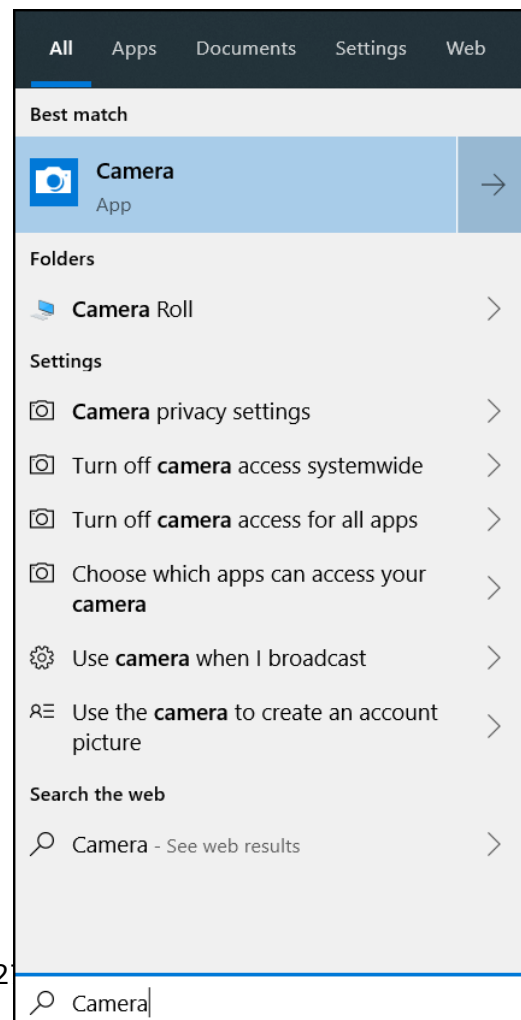 All Apps Documents Settings Web
Best match
Camera
App
Folders
Camera Roll
Settings
Camera privacy settings
Turn off camera access systemwide
Turn off camera access for all apps
Choose which apps can access your
camera
Use camera when I broadcast
Use the camera to create an account
picture
Search the web
Camera - See web results
2
Camera